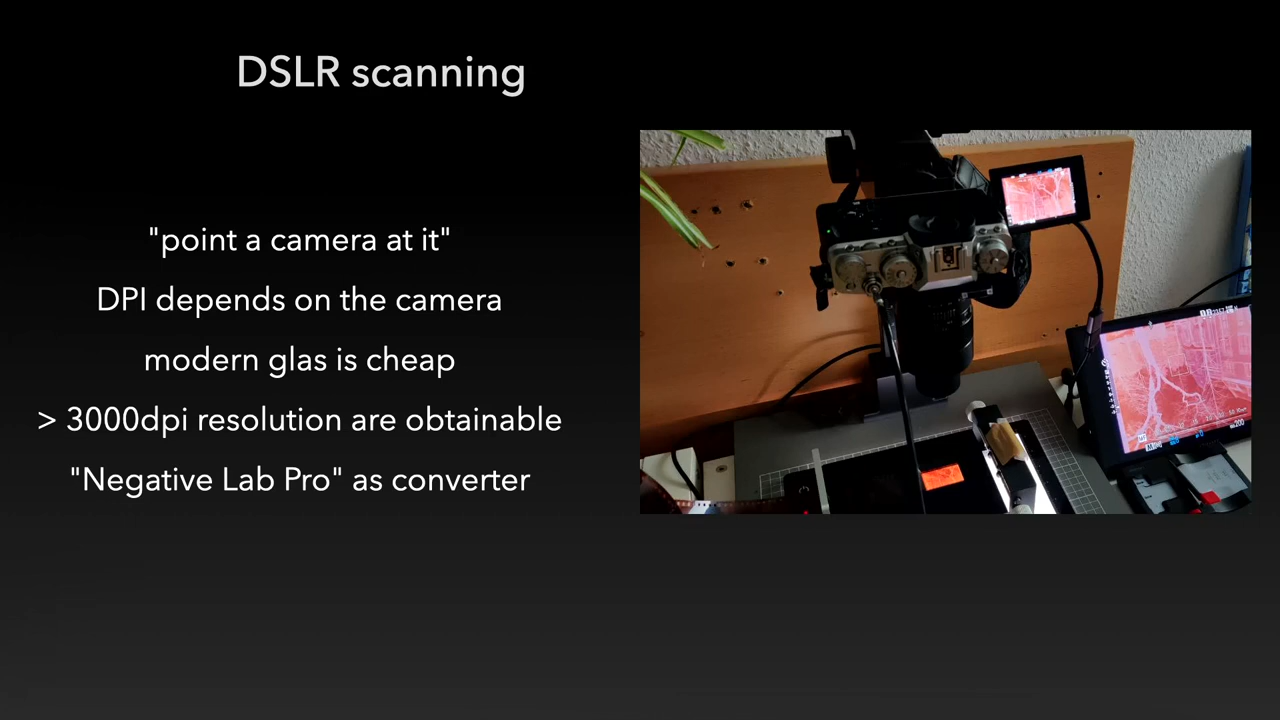 DSLR scanning
"point a camera at it"
DPI depends on the camera
modern glas is cheap
> 3000dpi resolution are obtainable
"Negative Lab Pro" as converter